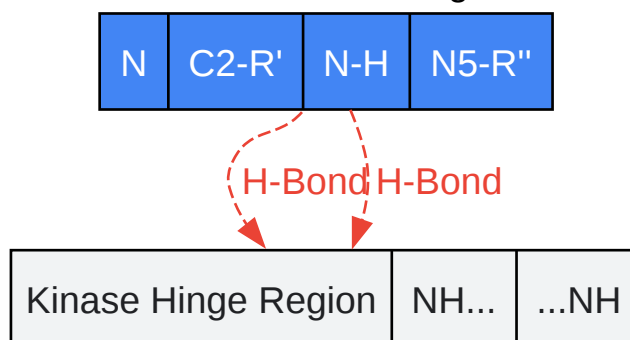 N C2-R' N-H N5-R"
H-Bond H-Bond
Kinase Hinge Region NH... ...NH